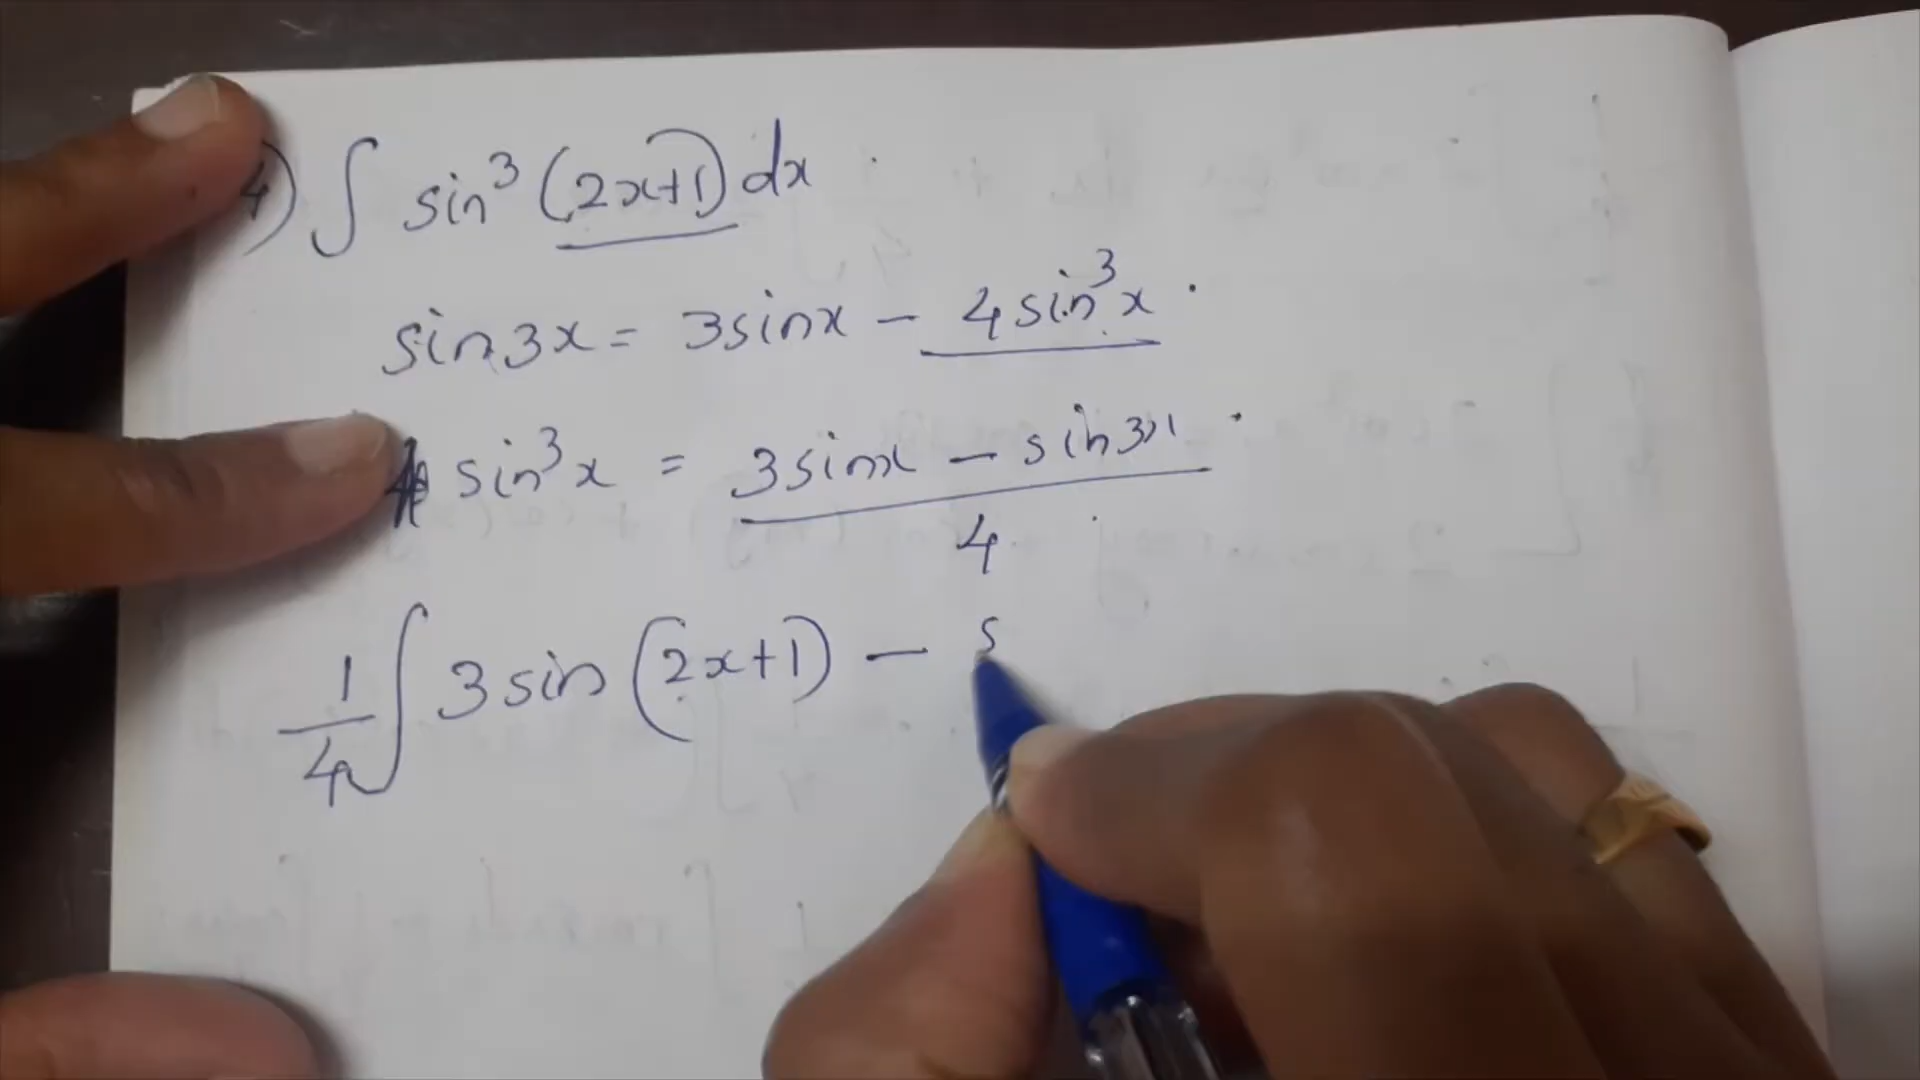 4) ∫ sin³ (2x+1) dx
sin3x = 3sinx - 4sin³x.
sin³x = 3sinx - sin3x / 4
1/4 ∫ 3sin (2x+1) - s